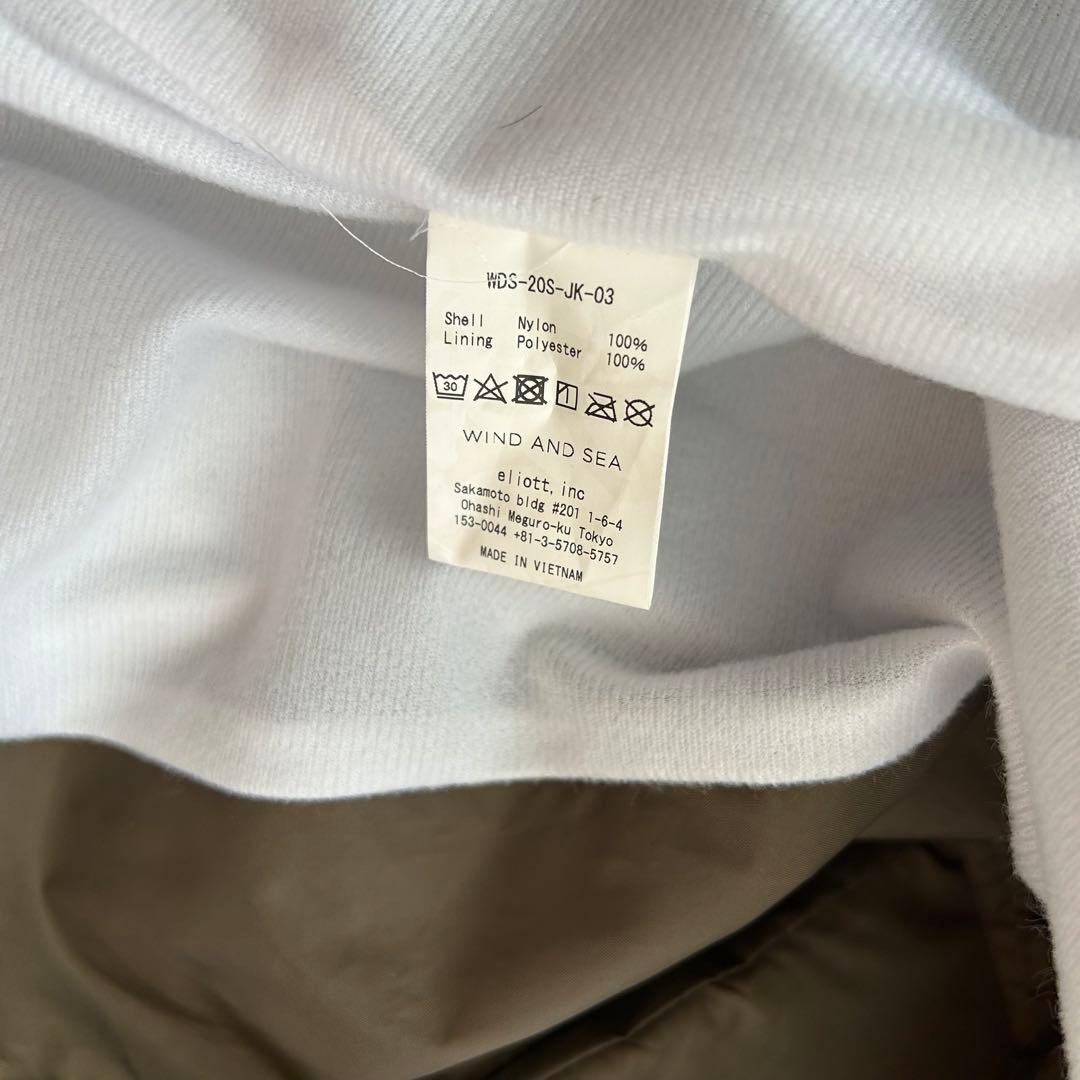 WDS-20S-JK-03
Shell Nylon 100%
Lining Polyester 100%
30
WIND AND SEA
eliott, inc
Sakamoto bldg #201 1-6-4
Ohashi Meguro-ku Tokyo
153-0044 +81-3-5708-5757
MADE IN VIETNAM